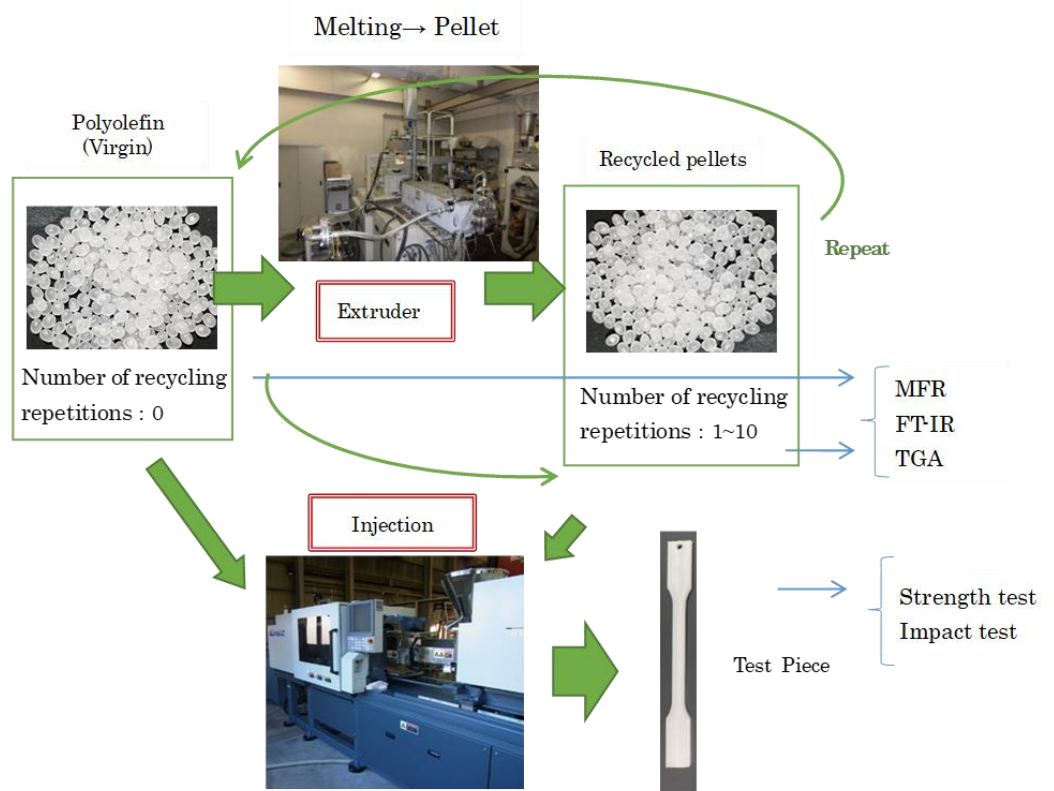 Melting→ Pellet
Polyolefin
(Virgin)
Recycled pellets
Repeat
Extruder
Number of recycling
repetitions : 0
Number of recycling
repetitions : 1~10
MFR
FT-IR
TGA
Injection
Strength test
Impact test
Test Piece